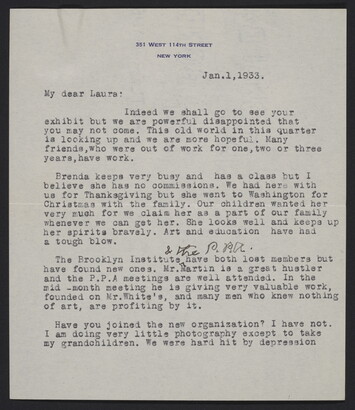 351 West 114th Street
New York
Jan.1,1933.
My dear Laura:
Indeed we shall go to see your
exhibit but we are powerful disappointed that
you may not come. This old world in this quarter
is looking up and we are more hopeful. Many
friends,who were out of work for one,two or three
years,have work.
Brenda keeps very busy and has a class but I
believe she has no commissions. We had here with
us for Thanksgiving but she went to Washington for
Christmas with the family. Our children wanted her
very much for we claim her as a part of our family
whenever we can get her. She looks well and keeps up
her spirits bravely. Art and education have had
a tough blow.
& the P.P.A.
The Brooklyn Institute have both lost members but
have found new ones. Mr.Martin is a great hustler
and the P.P.A meetings are well attended. In the
mid -month meeting he is giving very valuable work,
founded on Mr.White's, and many men who knew nothing
of art, are profiting by it.
Have you joined the new organization? I have not.
I am doing very little photography except to take
my grandchildren. We were hard hit by depression